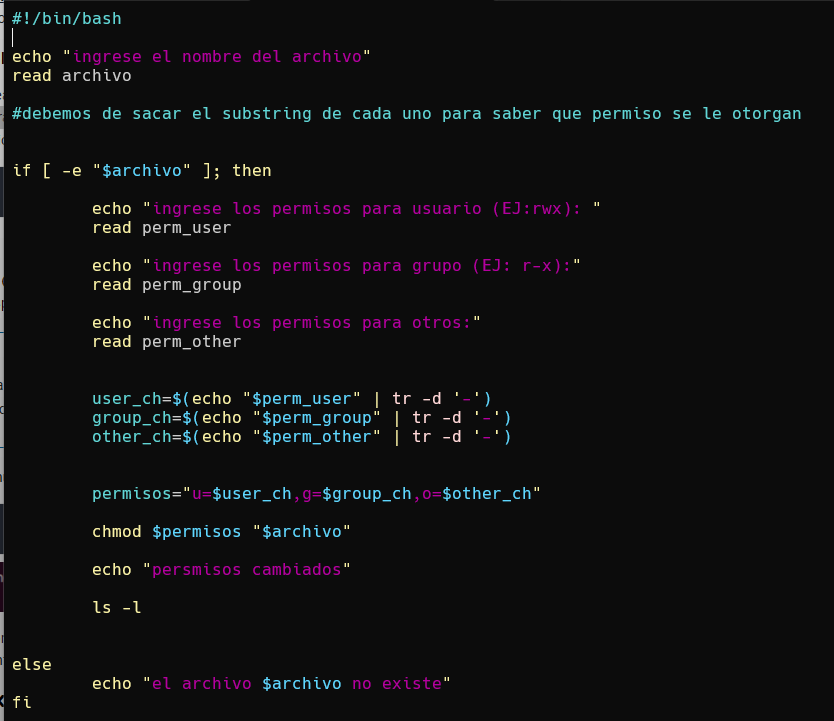 #!/bin/bash
echo "ingrese el nombre del archivo"
read archivo
#debemos de sacar el substring de cada uno para saber que permiso se le otorgan
if [ -e "$archivo" ]; then
echo "ingrese los permisos para usuario (EJ:rwx): "
read perm_user
echo "ingrese los permisos para grupo (EJ: r-x):"
read perm_group
echo "ingrese los permisos para otros:"
read perm_other
user_ch=$(echo "$perm_user" | tr -d '-')
group_ch=$(echo "$perm_group" | tr -d '-')
other_ch=$(echo "$perm_other" | tr -d '-')
permisos="u=$user_ch,g=$group_ch,o=$other_ch"
chmod $permisos "$archivo"
echo "persmisos cambiados"
ls -l
else
echo "el archivo $archivo no existe"
fi